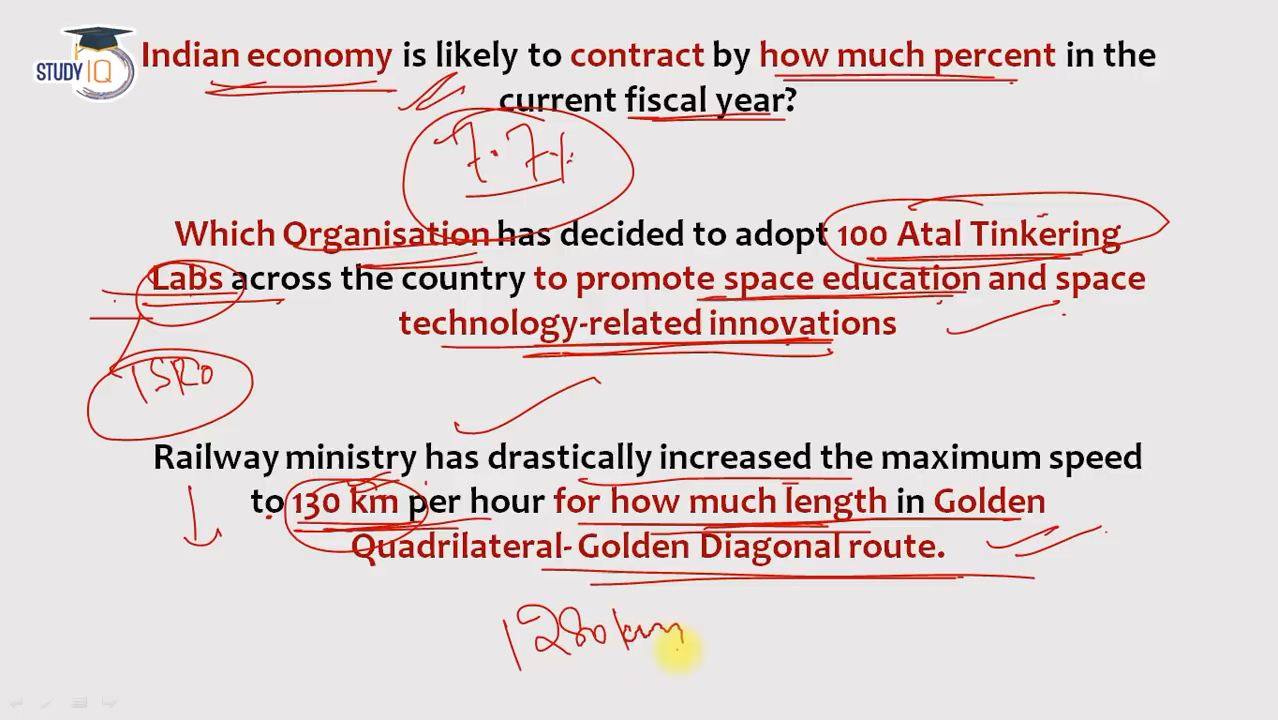 STUDY IQ
Indian economy is likely to contract by how much percent in the
current fiscal year?
7.7%
Which Organisation has decided to adopt 100 Atal Tinkering
Labs across the country to promote space education and space
technology-related innovations
ISRO
Railway ministry has drastically increased the maximum speed
to 130 km per hour for how much length in Golden
Quadrilateral- Golden Diagonal route.
1280 km